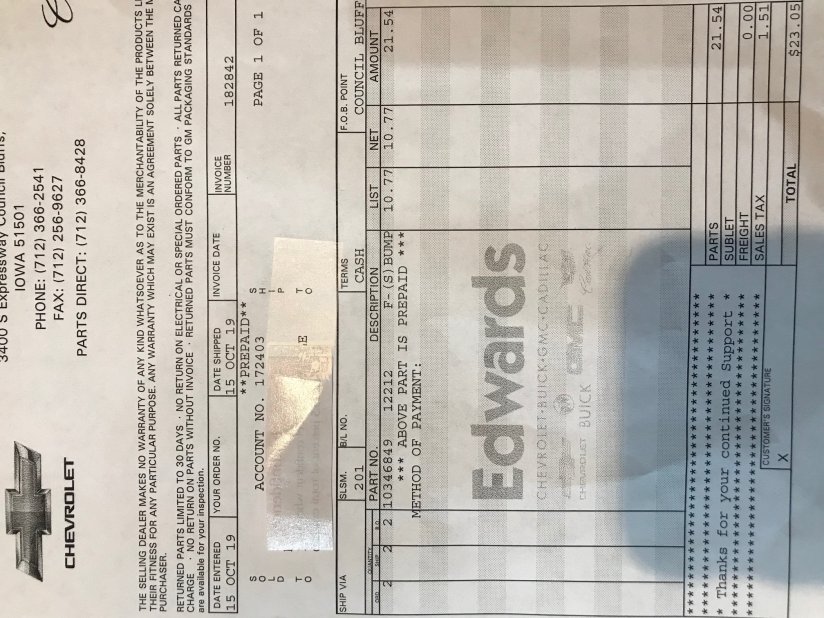 3400 S Expressway Council Bluffs,
IOWA 51501
PHONE: (712) 366-2541
FAX: (712) 256-9627
PARTS DIRECT: (712) 366-8428
CHEVROLET
THE SELLING DEALER MAKES NO WARRANTY OF ANY KIND WHATSOEVER AS TO THE MERCHANTABILITY OF THE PRODUCTS
THEIR FITNESS FOR ANY PARTICULAR PURPOSE. ANY WARRANTY WHICH MAY EXIST IS AN AGREEMENT SOLELY BETWEEN THE
PURCHASER.
RETURNED PARTS LIMITED TO 30 DAYS · NO RETURN ON ELECTRICAL OR SPECIAL ORDERED PARTS · ALL PARTS RETURNED
CHARGE · NO RETURN ON PARTS WITHOUT INVOICE · RETURNED PARTS MUST CONFORM TO GM PACKAGING STANDARDS
are available for your inspection.
DATE ENTERED YOUR ORDER NO. DATE SHIPPED INVOICE DATE INVOICE NUMBER
15 OCT 19 15 OCT 19 182842
**PREPAID**
ACCOUNT NO. 172403 PAGE 1 OF 1
SOLD TO
SHIP TO
SHIP VIA SLSM. B/L NO. TERMS F.O.B. POINT
201 CASH COUNCIL BLUFF
QUANTITY
ORD. SHIP B.O. PART NO. DESCRIPTION LIST NET AMOUNT
2 2 2 10346849 12212 F-(S)BUMP 10.77 10.77 21.54
*** ABOVE PART IS PREPAID ***
METHOD OF PAYMENT:
Edwards
CHEVROLET•BUICK•GMC•CADILLAC
GMC
CHEVROLET BUICK
****************************************
* Thanks for your continued Support *
****************************************
PARTS 21.54
SUBLET
FREIGHT 0.00
SALES TAX 1.51
CUSTOMER'S SIGNATURE
X
TOTAL $23.05